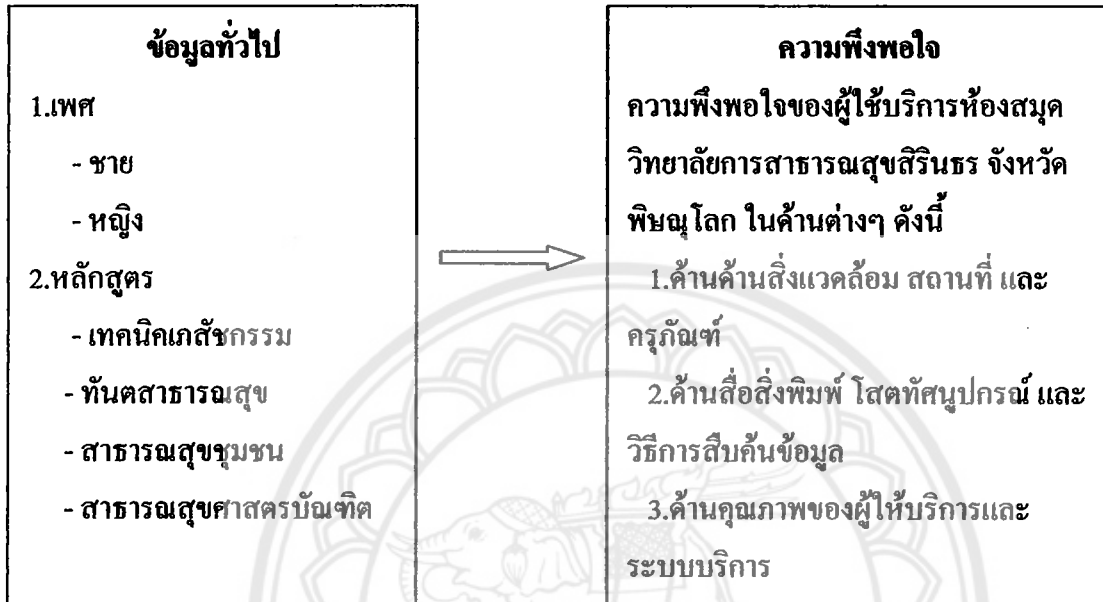 ข้อมูลทั่วไป
1.เพศ
- ชาย
- หญิง
2.หลักสูตร
- เทคนิคเภสัชกรรม
- ทันตสาธารณสุข
- สาธารณสุขชุมชน
- สาธารณสุขศาสตรบัณฑิต
ความพึงพอใจ
ความพึงพอใจของผู้ใช้บริการห้องสมุด
วิทยาลัยการสาธารณสุขสิรินธร จังหวัด
พิษณุโลก ในด้านต่างๆ ดังนี้
1.ด้านด้านสิ่งแวดล้อม สถานที่ และ
ครุภัณฑ์
2.ด้านสื่อสิ่งพิมพ์ โสตทัศนูปกรณ์ และ
วิธีการสืบค้นข้อมูล
3.ด้านคุณภาพของผู้ให้บริการและ
ระบบบริการ